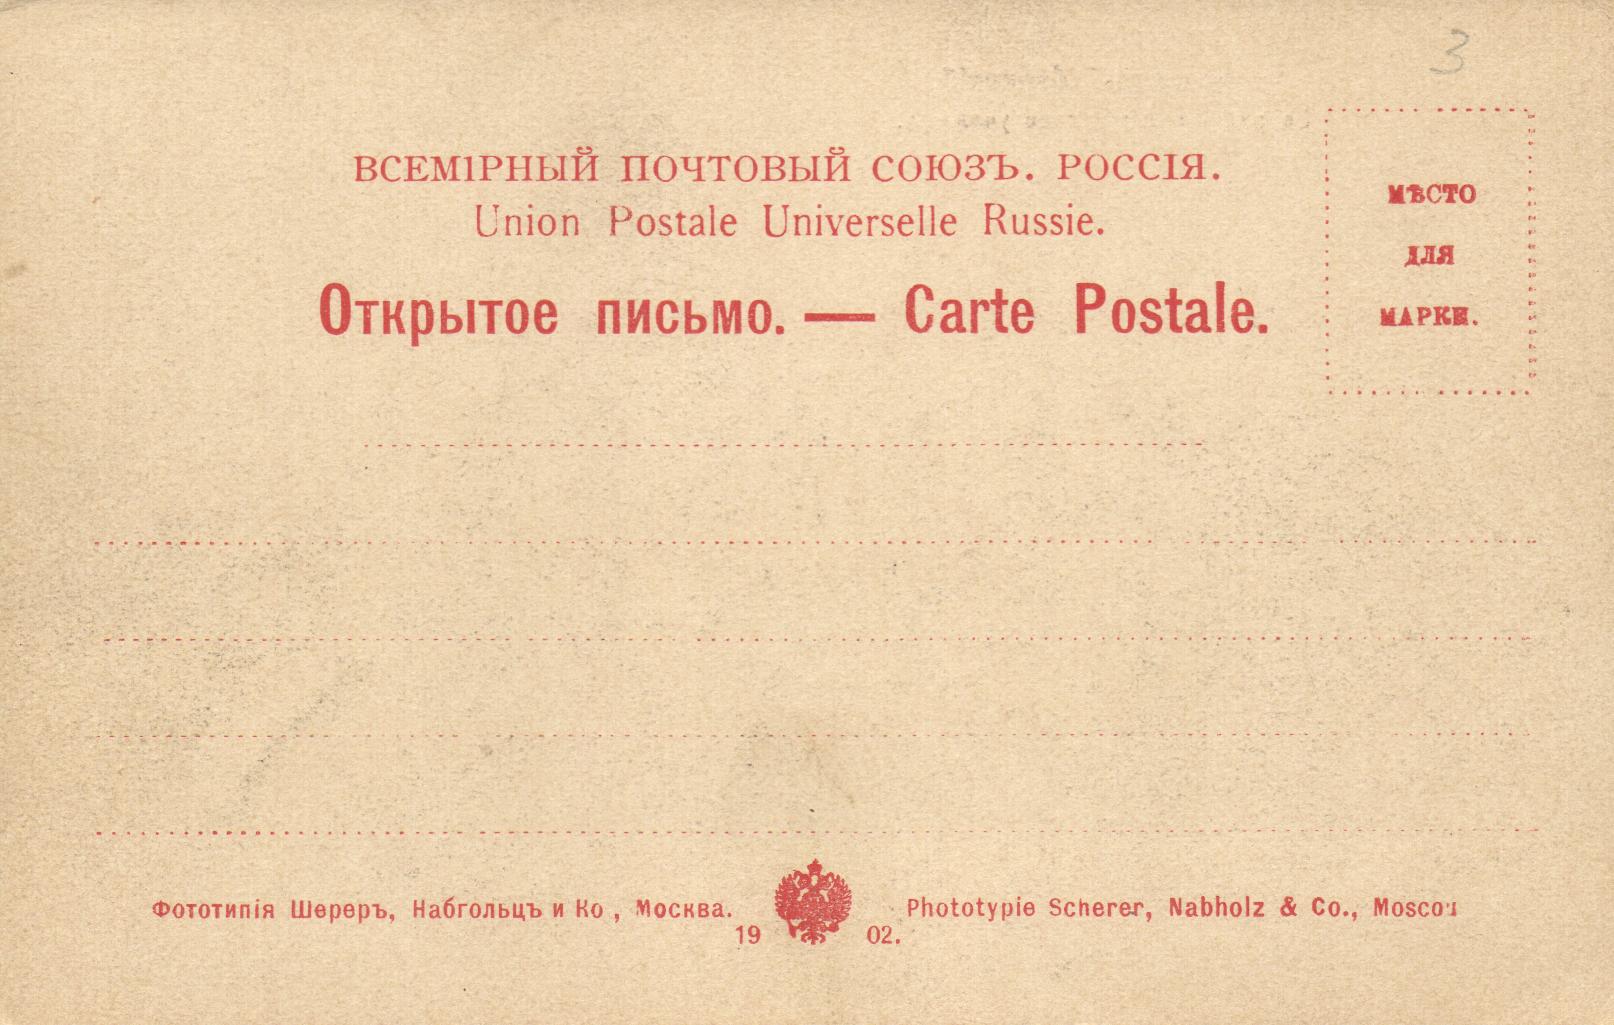 3
ВСЕМІРНЫЙ ПОЧТОВЫЙ СОЮЗЪ. РОССІЯ.
Union Postale Universelle Russie.
Открытое письмо. — Carte Postale.
МѢСТО
ДЛЯ
МАРКИ.
Фототипія Шереръ, Набгольцъ и Ко, Москва.
Phototypie Scherer, Nabholz & Co., Moscou
19 02.